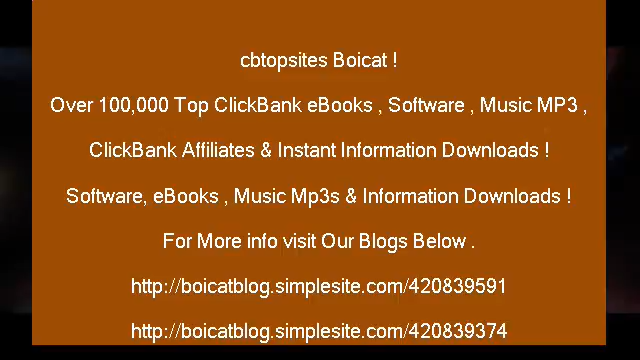 cbtopsites Boicat !
Over 100,000 Top ClickBank eBooks , Software , Music MP3 ,
ClickBank Affiliates & Instant Information Downloads !
Software, eBooks , Music Mp3s & Information Downloads !
For More info visit Our Blogs Below .
http://boicatblog.simplesite.com/420839591
http://boicatblog.simplesite.com/420839374